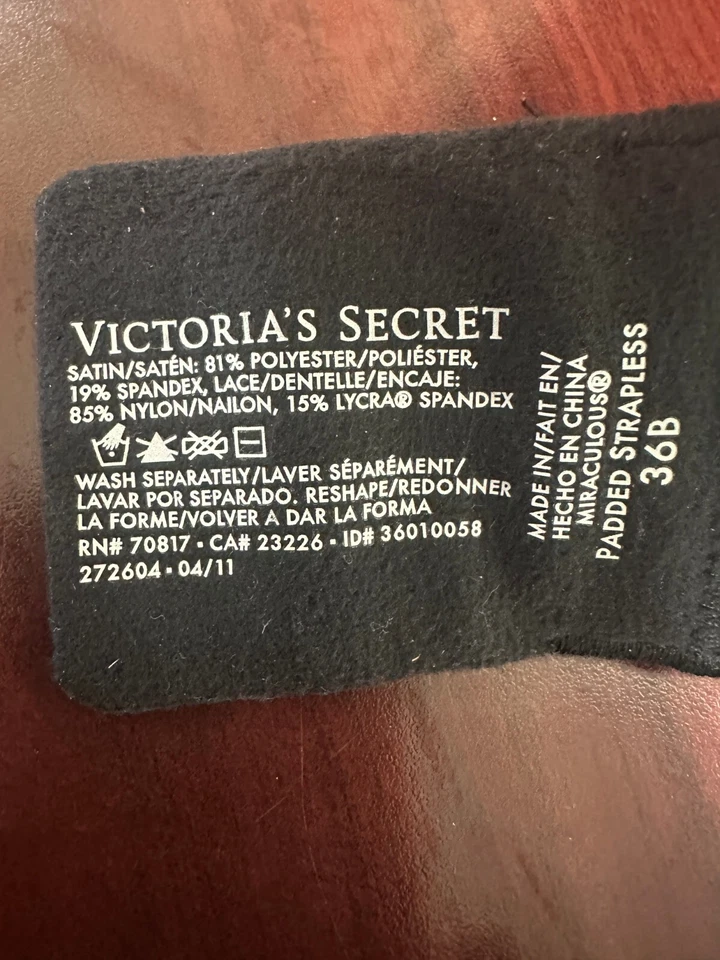 VICTORIA'S SECRET
SATIN/SATÉN: 81% POLYESTER/POLIÉSTER,
19% SPANDEX, LACE/DENTELLE/ENCAJE:
85% NYLON/NAILON, 15% LYCRA® SPANDEX
WASH SEPARATELY/LAVER SÉPARÉMENT/
LAVAR POR SEPARADO. RESHAPE/REDONNER
LA FORME/VOLVER A DAR LA FORMA
RN# 70817 ▪ CA# 23226 ▪ ID# 36010058
272604 ▪ 04/11
MADE IN/FAIT EN/
HECHO EN CHINA
MIRACULOUS®
PADDED STRAPLESS
36B